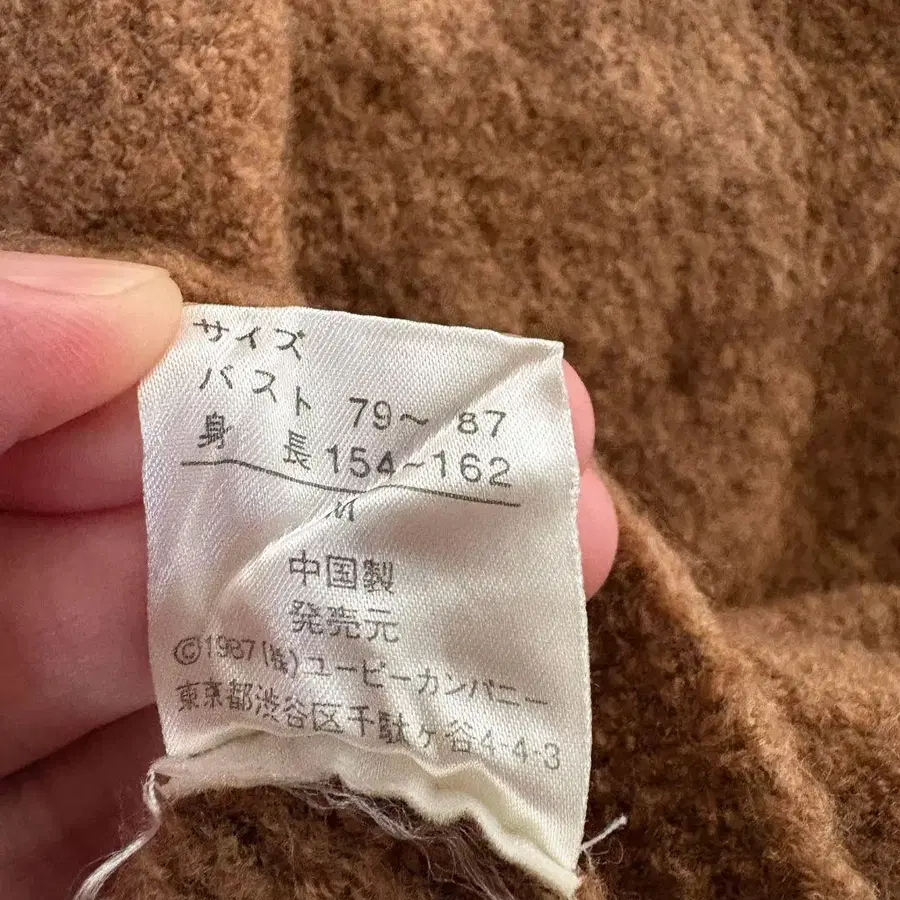 サイズ
バスト 79～ 87
身 長 154～162
M
中国製
発売元
©1987(株)ユーピーカンパニー
東京都渋谷区千駄ヶ谷4-4-3